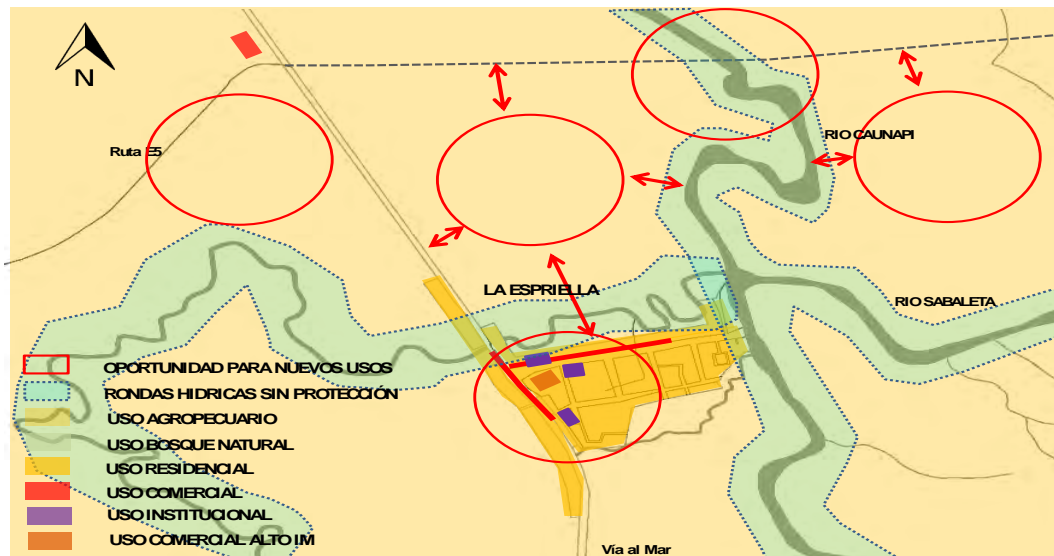 N
Ruta E5
RIO CAUNAPI
LA ESPRIELLA
RIO SABALETA
OPORTUNIDAD PARA NUEVOS USOS
RONDAS HIDRICAS SIN PROTECCIÓN
USO AGROPECUARIO
USO BOSQUE NATURAL
USO RESIDENCIAL
USO COMERCIAL
USO INSTITUCIONAL
USO COMERCIAL ALTO IM
Vía al Mar